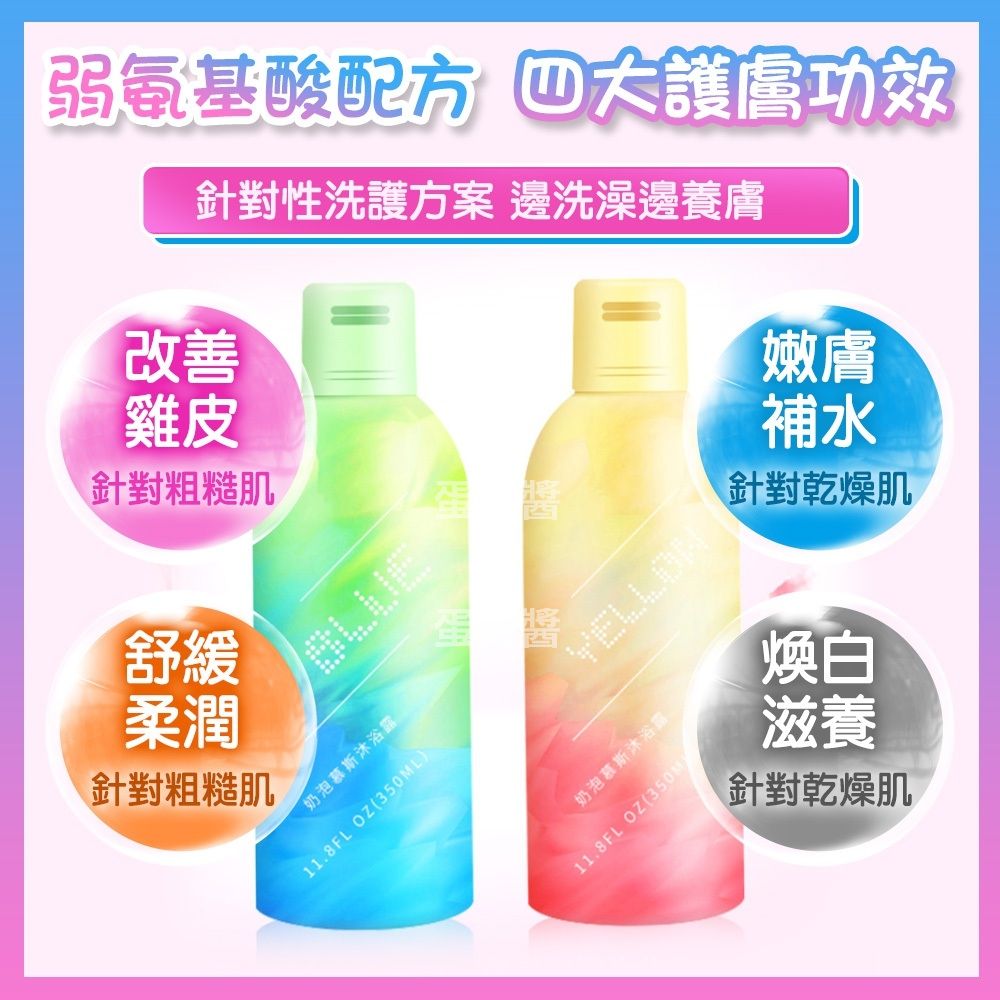 弱氨基酸配方 四大護膚功效
針對性洗護方案 邊洗澡邊養膚
改善
雞皮
針對粗糙肌
嫩膚
補水
針對乾燥肌
舒緩
柔潤
針對粗糙肌
煥白
滋養
針對乾燥肌
BLUE
奶泡慕斯沐浴露
11.8FL OZ(350ML)
YELLOW
奶泡慕斯沐浴露
11.8FL OZ(350M
蛋 醬
蛋 醬